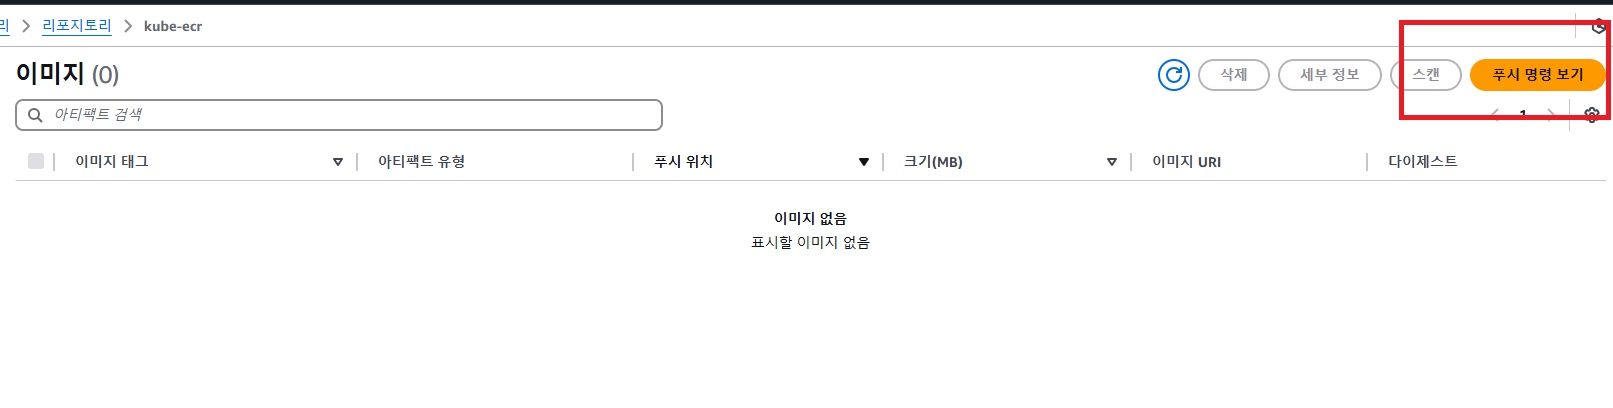 리 > 리포지토리 > kube-ecr
이미지 (0)
삭제 세부 정보 스캔 푸시 명령 보기
아티팩트 검색
1
이미지 태그 아티팩트 유형 푸시 위치 크기(MB) 이미지 URI 다이제스트
이미지 없음
표시할 이미지 없음